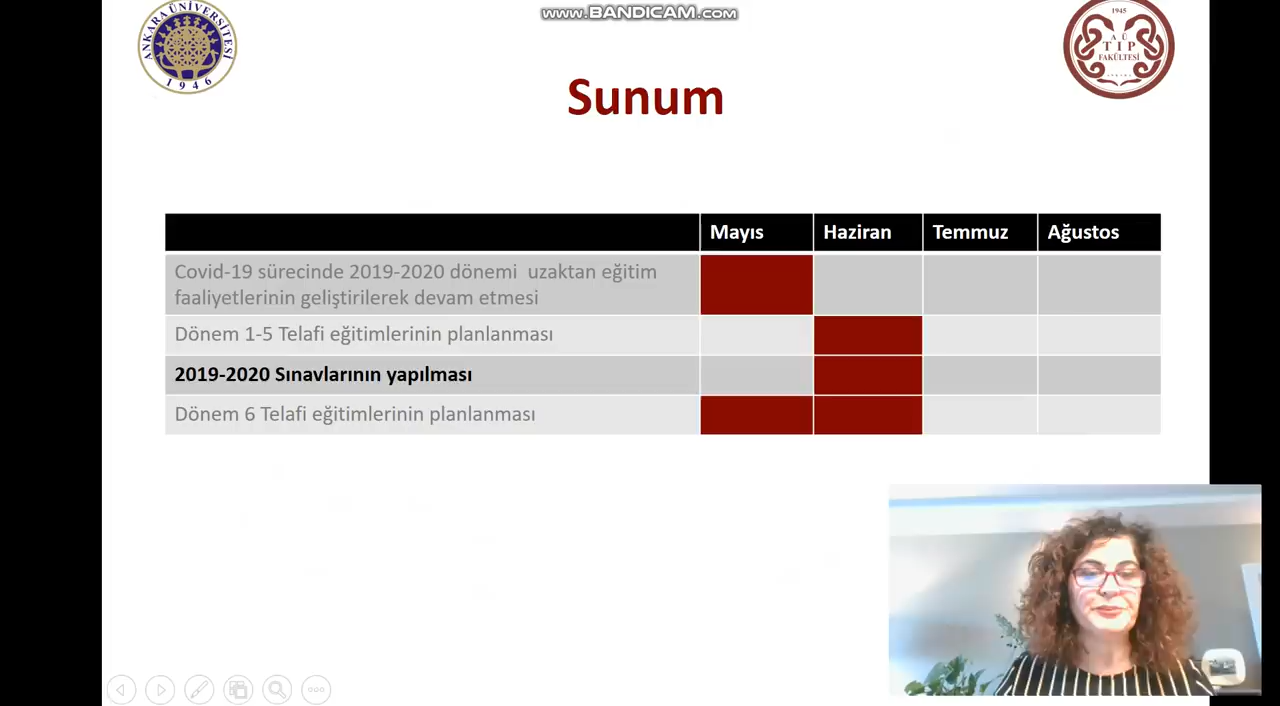 www.BANDICAM.com
ANKARA ÜNİVERSİTESİ
1946
1945
A Ü
TIP
FAKÜLTESİ
ANKARA
Sunum
Mayıs Haziran Temmuz Ağustos
Covid-19 sürecinde 2019-2020 dönemi uzaktan eğitim
faaliyetlerinin geliştirilerek devam etmesi
Dönem 1-5 Telafi eğitimlerinin planlanması
2019-2020 Sınavlarının yapılması
Dönem 6 Telafi eğitimlerinin planlanması